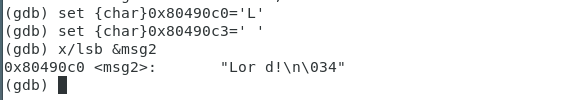 (gdb) set {char}0x80490c0='L'
(gdb) set {char}0x80490c3=' '
(gdb) x/lsb &msg2
0x80490c0 <msg2>:	"Lor d!\n\034"
(gdb)